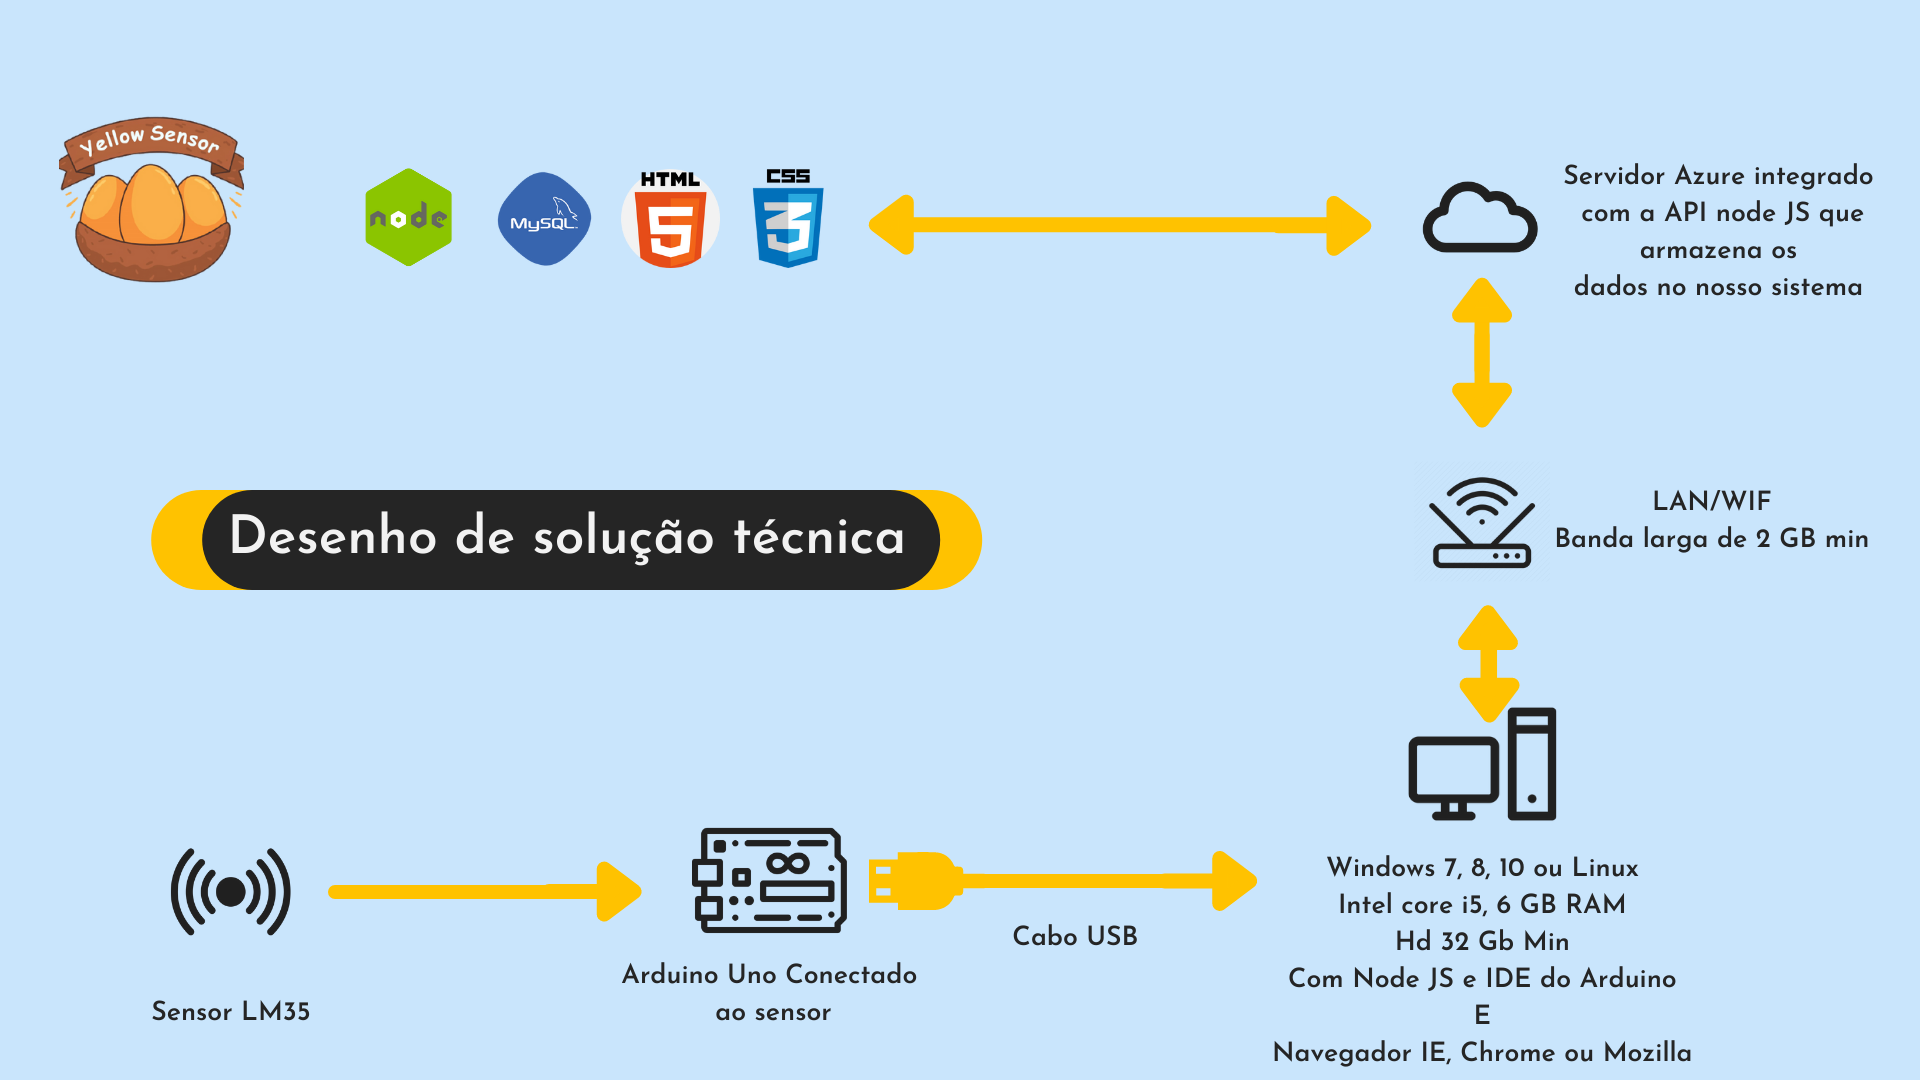 Yellow Sensor
node
MySQL
HTML
5
CSS
3
Servidor Azure integrado
com a API node JS que
armazena os
dados no nosso sistema
Desenho de solução técnica
LAN/WIF
Banda larga de 2 GB min
Sensor LM35
Arduino Uno Conectado
ao sensor
Cabo USB
Windows 7, 8, 10 ou Linux
Intel core i5, 6 GB RAM
Hd 32 Gb Min
Com Node JS e IDE do Arduino
E
Navegador IE, Chrome ou Mozilla